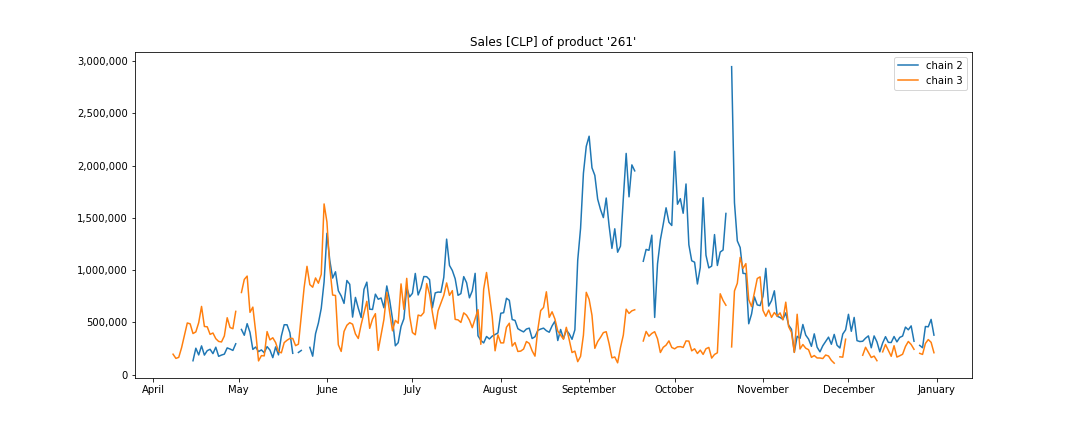 Sales [CLP] of product '261'
3,000,000
2,500,000
2,000,000
1,500,000
1,000,000
500,000
0
chain 2
chain 3
April May June July August September October November December January